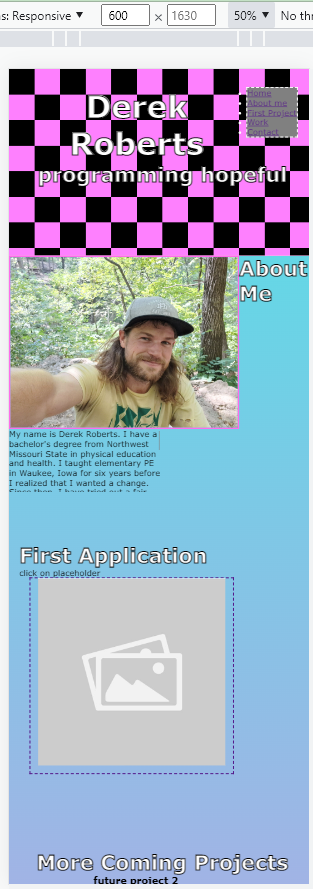 s: Responsive ▼ 600 × 1630 50% ▼ No thr
Derek
Roberts
programming hopeful
Home
About me
First Project
Work
Contact
About
Me
My name is Derek Roberts. I have a
bachelor's degree from Northwest
Missouri State in physical education
and health. I taught elementary PE
in Waukee, Iowa for six years before
I realized that I wanted a change.
Since then, I have tried out a fair
First Application
click on placeholder
More Coming Projects
future project 2